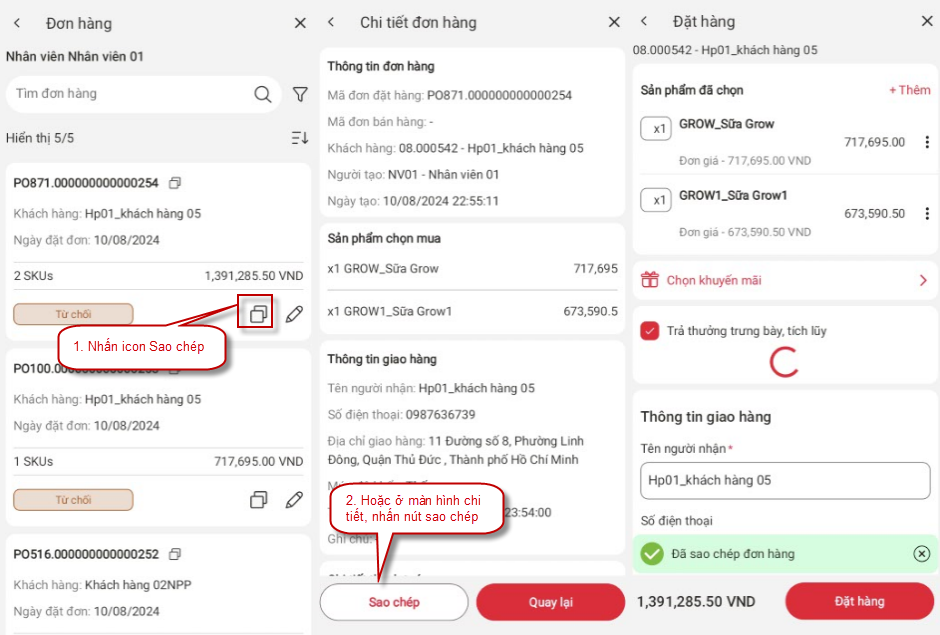 Đơn hàng
Nhân viên Nhân viên 01
Tìm đơn hàng
Hiển thị 5/5
PO871.000000000000254
Khách hàng: Hp01_khách hàng 05
Ngày đặt đơn: 10/08/2024
2 SKUs 1,391,285.50 VND
Từ chối
1. Nhấn icon Sao chép
Khách hàng: Hp01_khách hàng 05
Ngày đặt đơn: 10/08/2024
1 SKUs 717,695.00 VND
Từ chối
PO516.000000000000252
Khách hàng: Khách hàng 02NPP
Ngày đặt đơn: 10/08/2024
Chi tiết đơn hàng
Thông tin đơn hàng
Mã đơn đặt hàng: PO871.000000000000254
Mã đơn bán hàng: -
Khách hàng: 08.000542 - Hp01_khách hàng 05
Người tạo: NV01 - Nhân viên 01
Ngày tạo: 10/08/2024 22:55:11
Sản phẩm chọn mua
x1 GROW_Sữa Grow 717,695
x1 GROW1_Sữa Grow1 673,590.5
Thông tin giao hàng
Tên người nhận: Hp01_khách hàng 05
Số điện thoại: 0987636739
Địa chỉ giao hàng: 11 Đường số 8, Phường Linh
Đông, Quận Thủ Đức , Thành phố Hồ Chí Minh
2. Hoặc ở màn hình chi
tiết, nhấn nút sao chép
23:54:00
Ghi chú:
Sao chép
Quay lại
Đặt hàng
08.000542 - Hp01_khách hàng 05
Sản phẩm đã chọn + Thêm
x1 GROW_Sữa Grow
717,695.00
Đơn giá - 717,695.00 VND
x1 GROW1_Sữa Grow1
673,590.50
Đơn giá - 673,590.50 VND
Chọn khuyến mãi
Trả thưởng trưng bày, tích lũy
Thông tin giao hàng
Tên người nhận*
Hp01_khách hàng 05
Số điện thoại
Đã sao chép đơn hàng
1,391,285.50 VND
Đặt hàng